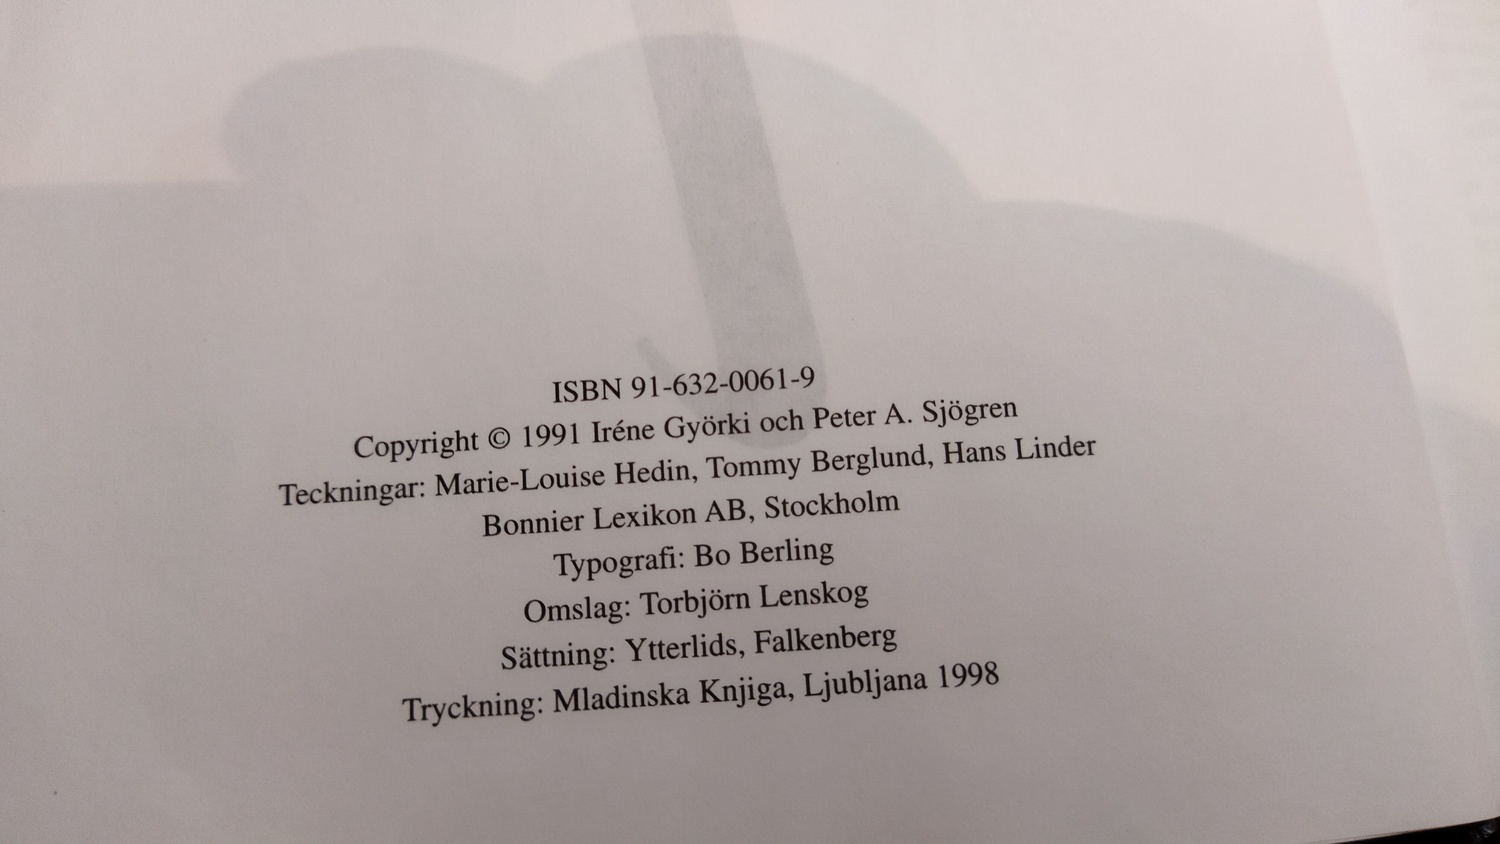 ISBN 91-632-0061-9
Copyright © 1991 Iréne Györki och Peter A. Sjögren
Teckningar: Marie-Louise Hedin, Tommy Berglund, Hans Linder
Bonnier Lexikon AB, Stockholm
Typografi: Bo Berling
Omslag: Torbjörn Lenskog
Sättning: Ytterlids, Falkenberg
Tryckning: Mladinska Knjiga, Ljubljana 1998